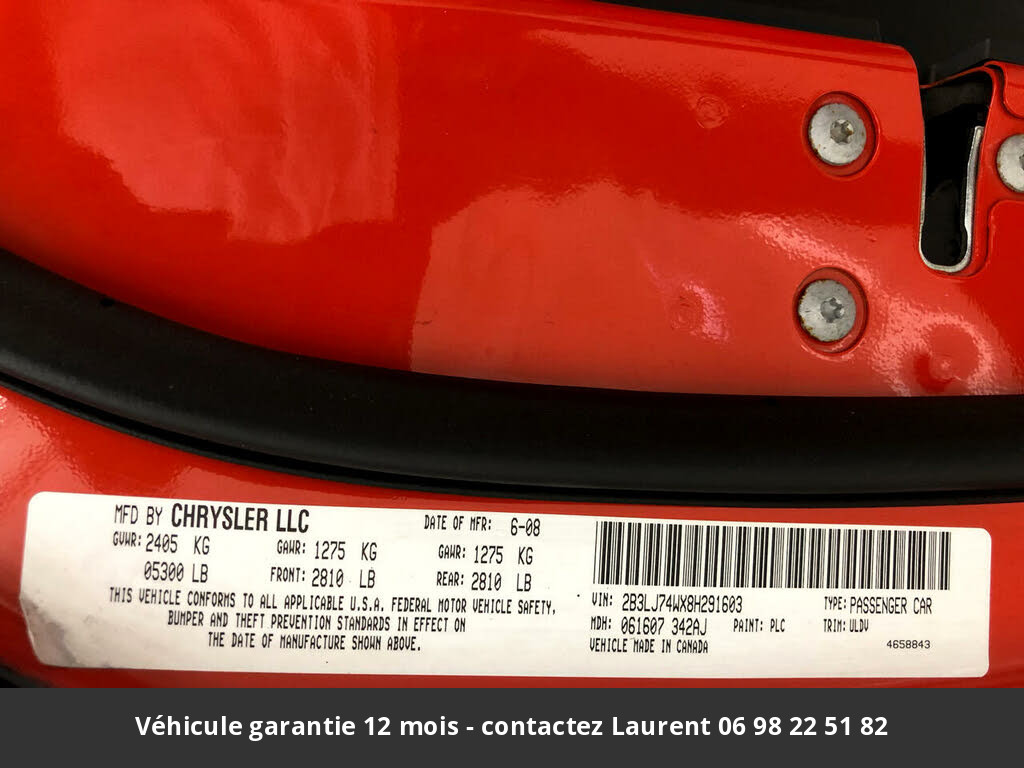 MFD BY CHRYSLER LLC DATE OF MFR: 6-08
GVWR: 2405 KG GAWR: 1275 KG GAWR: 1275 KG
05300 LB FRONT: 2810 LB REAR: 2810 LB
THIS VEHICLE CONFORMS TO ALL APPLICABLE U.S.A. FEDERAL MOTOR VEHICLE SAFETY,
BUMPER AND THEFT PREVENTION STANDARDS IN EFFECT ON
THE DATE OF MANUFACTURE SHOWN ABOVE.
VIN: 2B3LJ74WX8H291603 TYPE: PASSENGER CAR
MDH: 061607 342AJ PAINT: PLC TRIM: ULDV
VEHICLE MADE IN CANADA 4658843
Véhicule garantie 12 mois - contactez Laurent 06 98 22 51 82